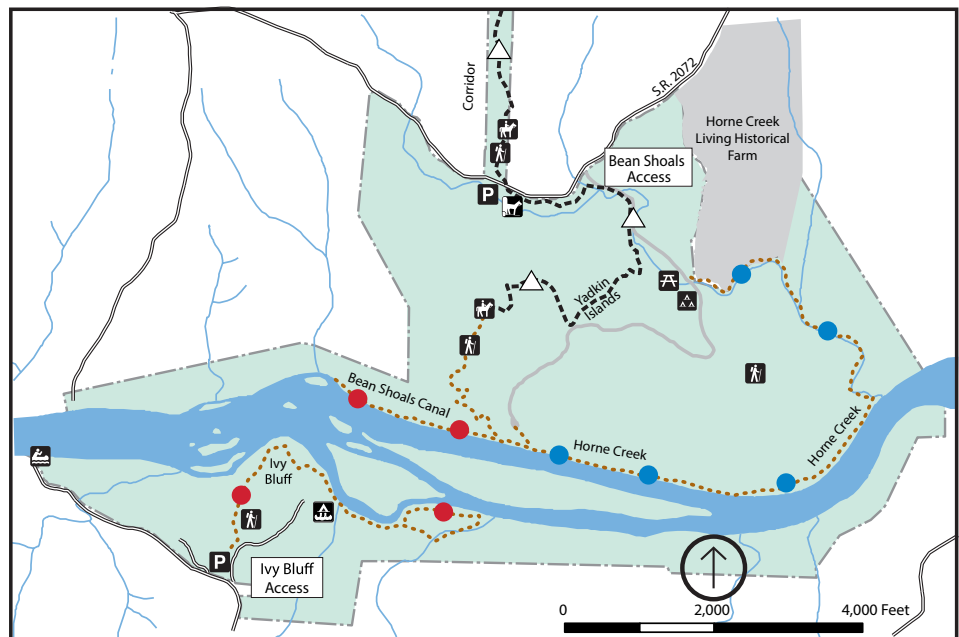 Corridor
S.R. 2072
Horne Creek
Living Historical
Farm
Bean Shoals
Access
P
Yadkin
Islands
Bean Shoals Canal
Horne Creek
Horne Creek
Ivy
Bluff
P
Ivy Bluff
Access
0
2,000
4,000 Feet